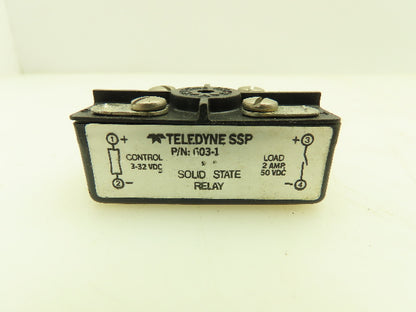 TELEDYNE SSP
P/N: 603-1
1 + CONTROL
3-32 VDC
2 −
SOLID STATE
RELAY
+ 3
LOAD
2 AMP,
50 VDC
− 4